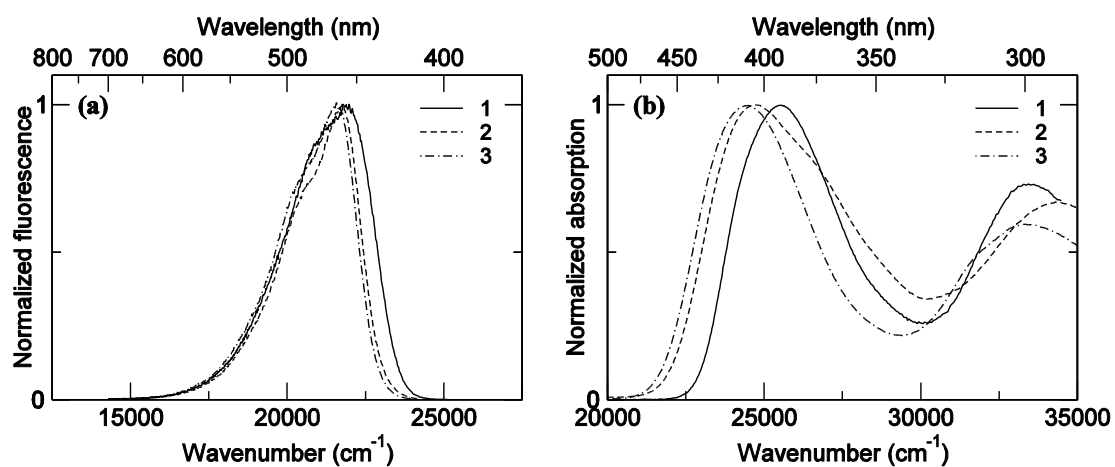 Wavelength (nm)
800 700 600 500 400
(a)
1
2
3
1
0
Normalized fluorescence
15000 20000 25000
Wavenumber (cm-1)
Wavelength (nm)
500 450 400 350 300
(b)
1
2
3
1
0
Normalized absorption
20000 25000 30000 35000
Wavenumber (cm-1)